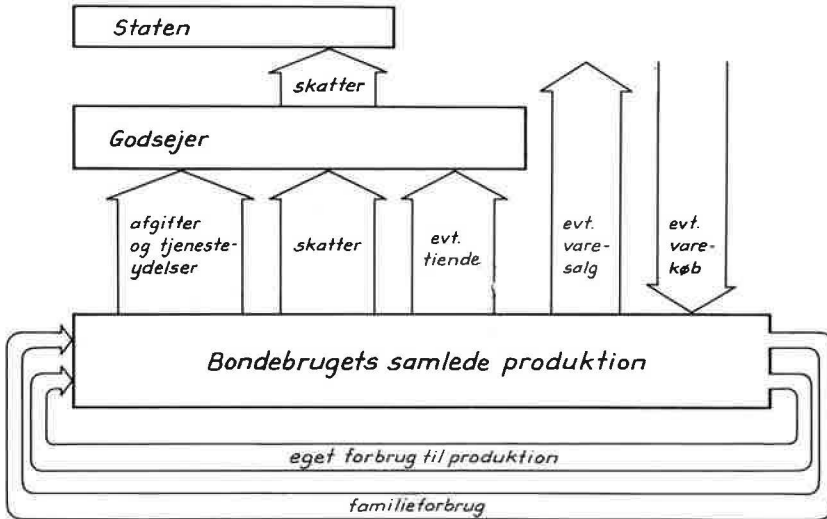 Staten
skatter
Godsejer
afgifter
og tjeneste-
ydelser
skatter
evt.
tiende
evt.
vare-
salg
evt.
vare-
køb
Bondebrugets samlede produktion
eget forbrug til produktion
familieforbrug